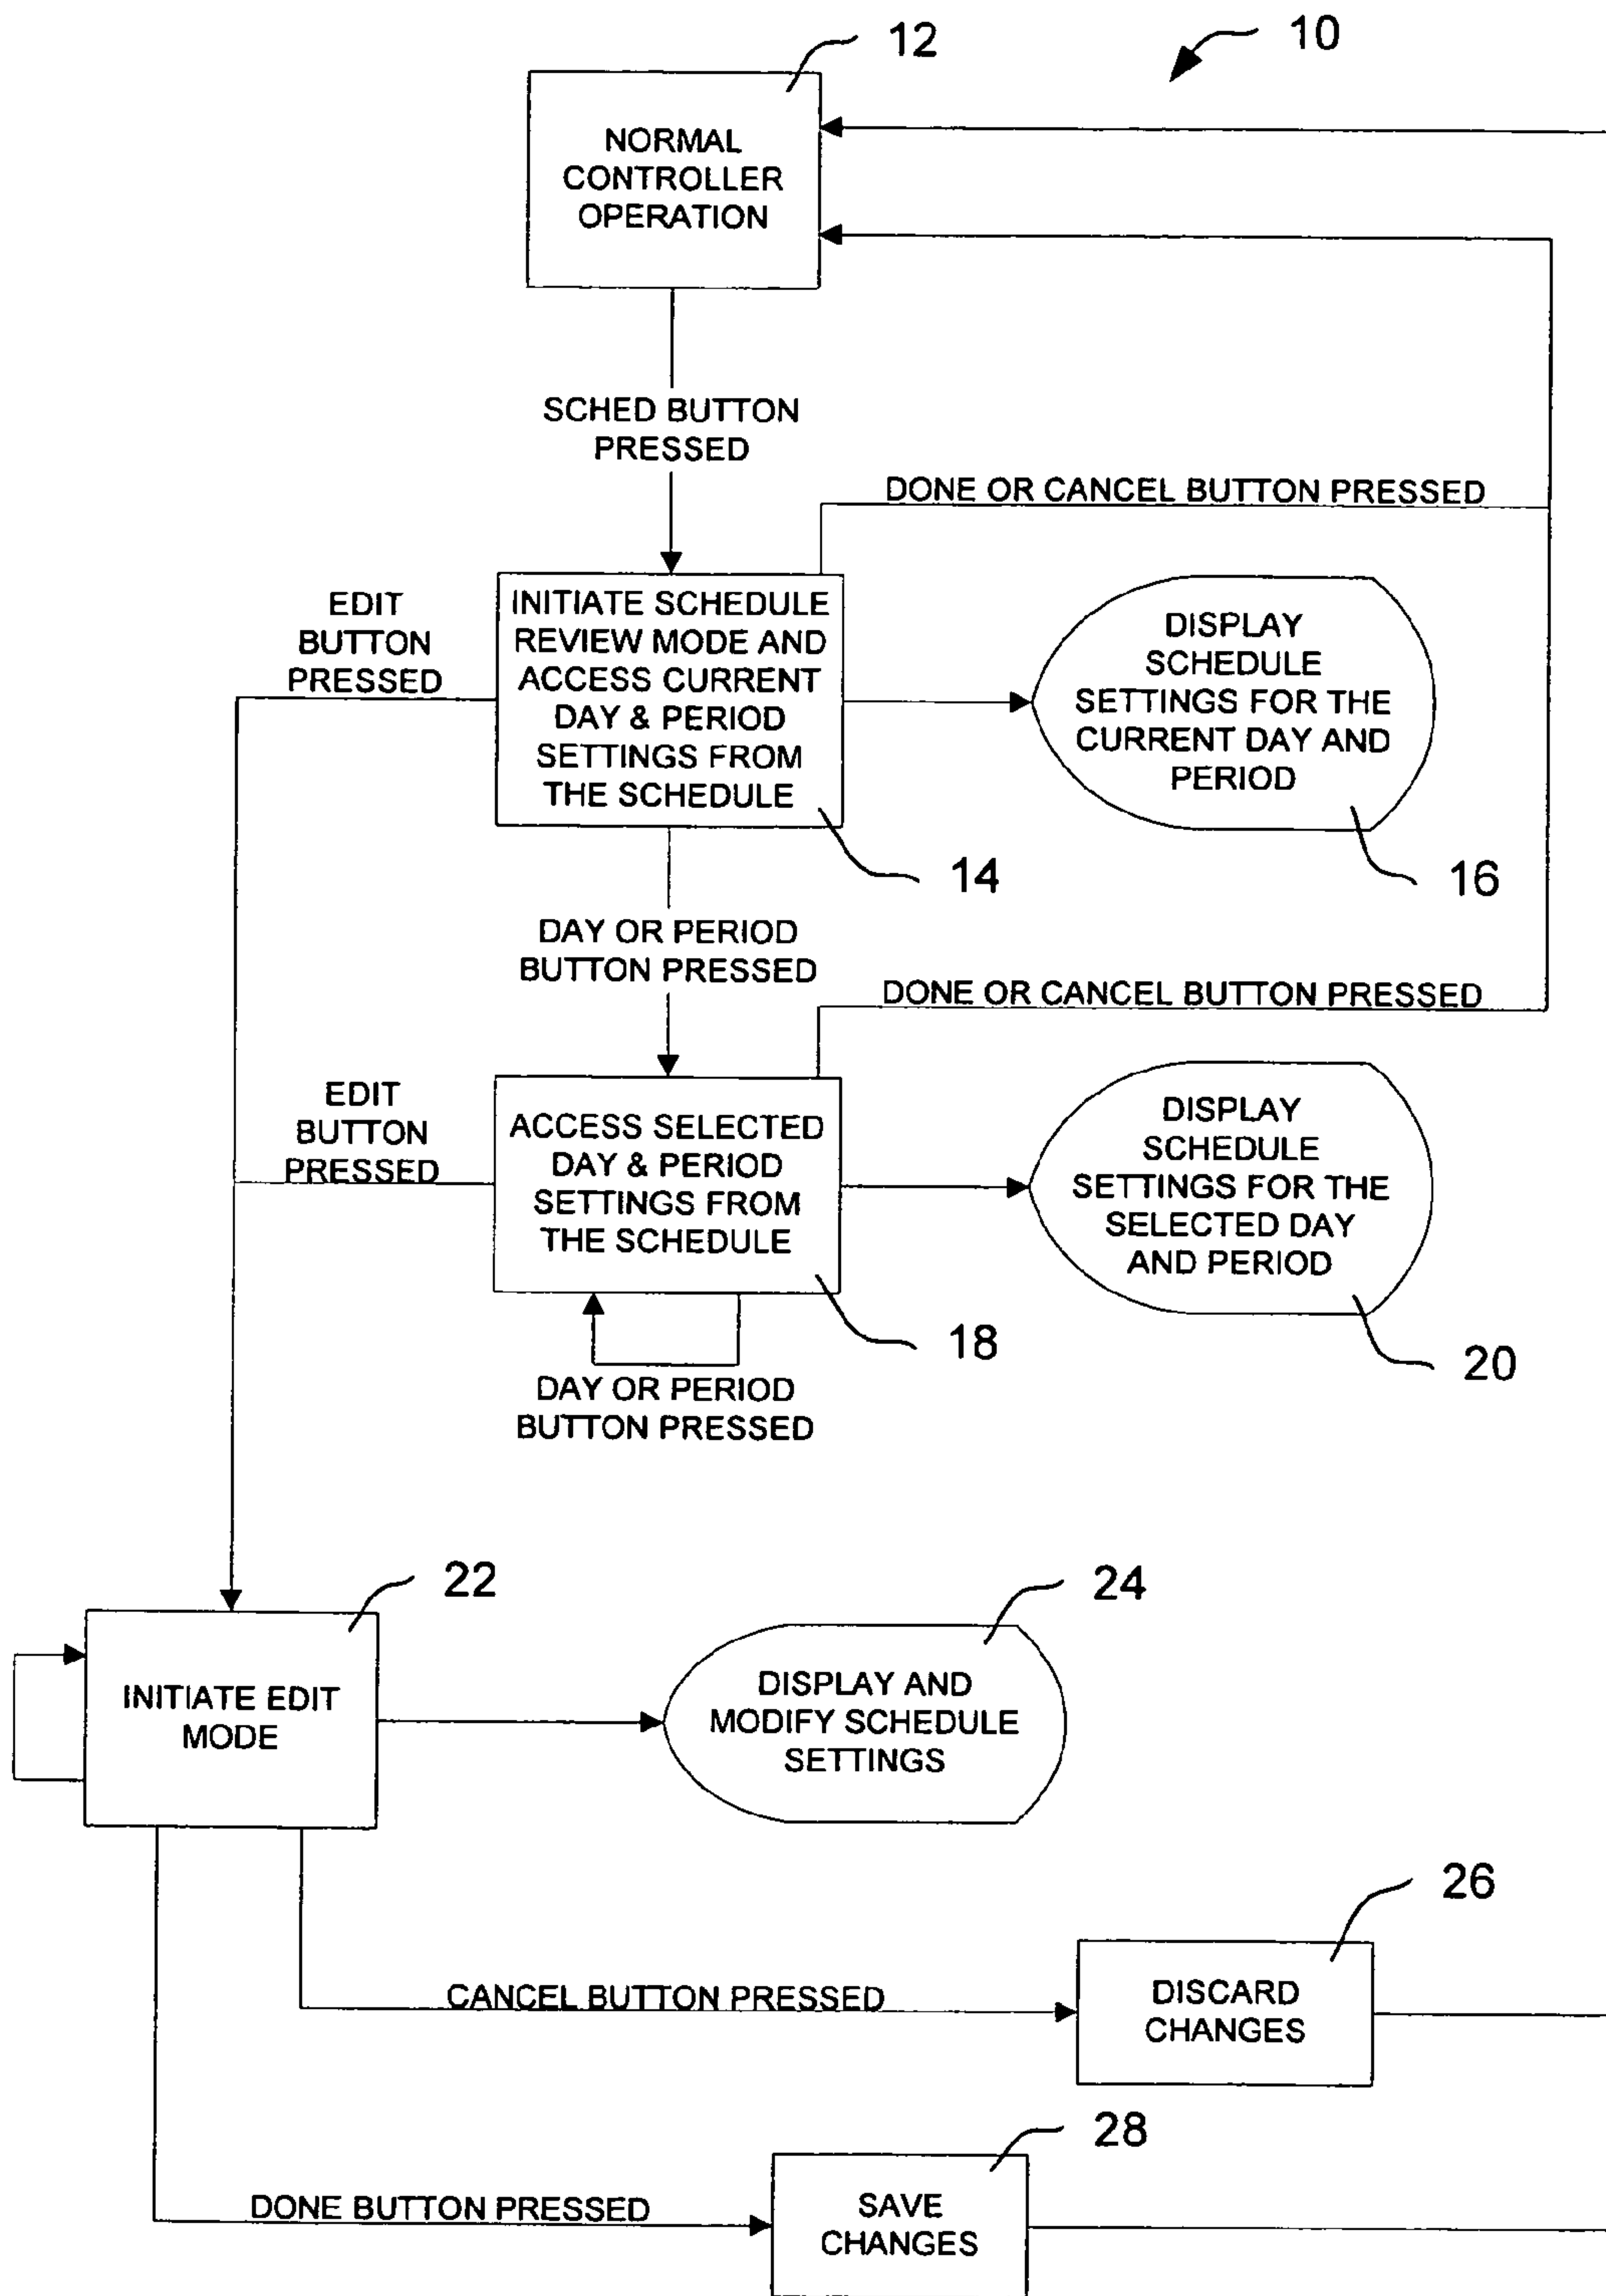 12
10
NORMAL
CONTROLLER
OPERATION
SCHED BUTTON
PRESSED
DONE OR CANCEL BUTTON PRESSED
EDIT
BUTTON
PRESSED
INITIATE SCHEDULE
REVIEW MODE AND
ACCESS CURRENT
DAY & PERIOD
SETTINGS FROM
THE SCHEDULE
DISPLAY
SCHEDULE
SETTINGS FOR THE
CURRENT DAY AND
PERIOD
14
16
DAY OR PERIOD
BUTTON PRESSED
DONE OR CANCEL BUTTON PRESSED
EDIT
BUTTON
PRESSED
ACCESS SELECTED
DAY & PERIOD
SETTINGS FROM
THE SCHEDULE
DISPLAY
SCHEDULE
SETTINGS FOR THE
SELECTED DAY
AND PERIOD
18
20
DAY OR PERIOD
BUTTON PRESSED
22
24
INITIATE EDIT
MODE
DISPLAY AND
MODIFY SCHEDULE
SETTINGS
26
CANCEL BUTTON PRESSED
DISCARD
CHANGES
28
DONE BUTTON PRESSED
SAVE
CHANGES